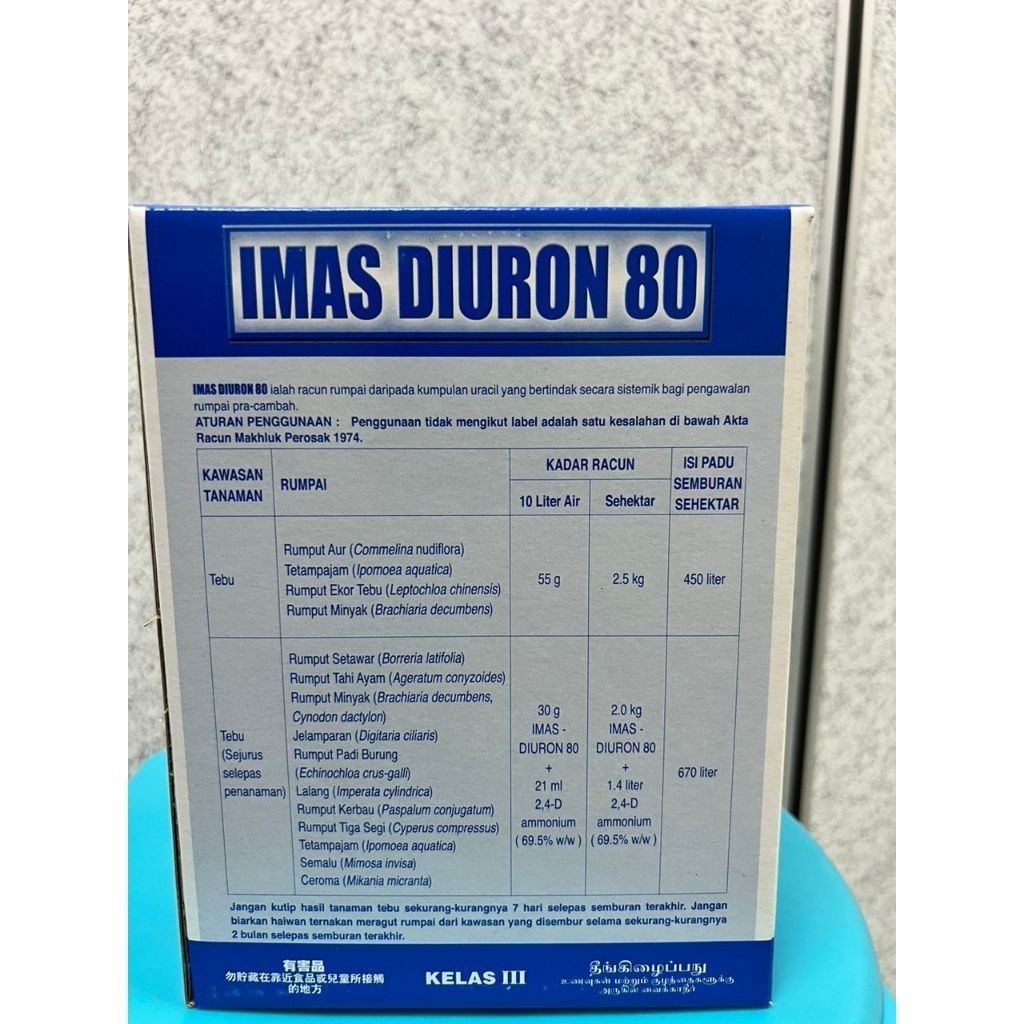 IMAS DIURON 80
IMAS DIURON 80 ialah racun rumpai daripada kumpulan uracil yang bertindak secara sistemik bagi pengawalan
rumpai pra-cambah.
ATURAN PENGGUNAAN : Penggunaan tidak mengikut label adalah satu kesalahan di bawah Akta
Racun Makhluk Perosak 1974.
KAWASAN TANAMAN
RUMPAI
KADAR RACUN
10 Liter Air
Sehektar
ISI PADU
SEMBURAN
SEHEKTAR
Tebu
Rumput Aur (Commelina nudiflora)
Tetampajam (Ipomoea aquatica)
Rumput Ekor Tebu (Leptochloa chinensis)
Rumput Minyak (Brachiaria decumbens)
55 g
2.5 kg
450 liter
Tebu
(Sejurus
selepas
penanaman)
Rumput Setawar (Borreria latifolia)
Rumput Tahi Ayam (Ageratum conyzoides)
Rumput Minyak (Brachiaria decumbens,
Cynodon dactylon)
Jelamparan (Digitaria ciliaris)
Rumput Padi Burung
(Echinochloa crus-galli)
Lalang (Imperata cylindrica)
Rumput Kerbau (Paspalum conjugatum)
Rumput Tiga Segi (Cyperus compressus)
Tetampajam (Ipomoea aquatica)
Semalu (Mimosa invisa)
Ceroma (Mikania micranta)
30 g
IMAS -
DIURON 80
+
21 ml
2,4-D
ammonium
( 69.5% w/w )
2.0 kg
IMAS -
DIURON 80
+
1.4 liter
2,4-D
ammonium
( 69.5% w/w )
670 liter
Jangan kutip hasil tanaman tebu sekurang-kurangnya 7 hari selepas semburan terakhir. Jangan
biarkan haiwan ternakan meragut rumpai dari kawasan yang disembur selama sekurang-kurangnya
2 bulan selepas semburan terakhir.
有害品
勿貯藏在靠近食品或兒童所接觸
的地方
KELAS III
தீங்கிழைப்பது
உணவுகள் மற்றும் குழந்தைகளுக்கு
அருகில் வைக்காதீர்